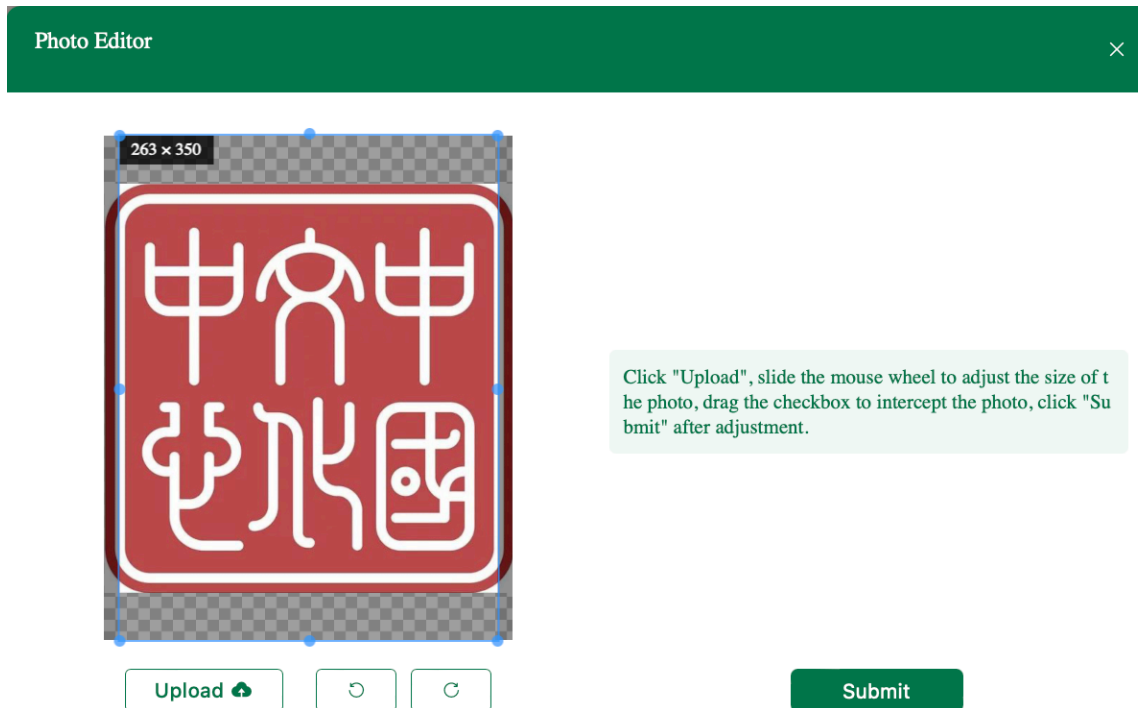 Photo Editor
263 × 350
中國
文化
中心
Click "Upload", slide the mouse wheel to adjust the size of t
he photo, drag the checkbox to intercept the photo, click "Su
bmit" after adjustment.
Upload
Submit